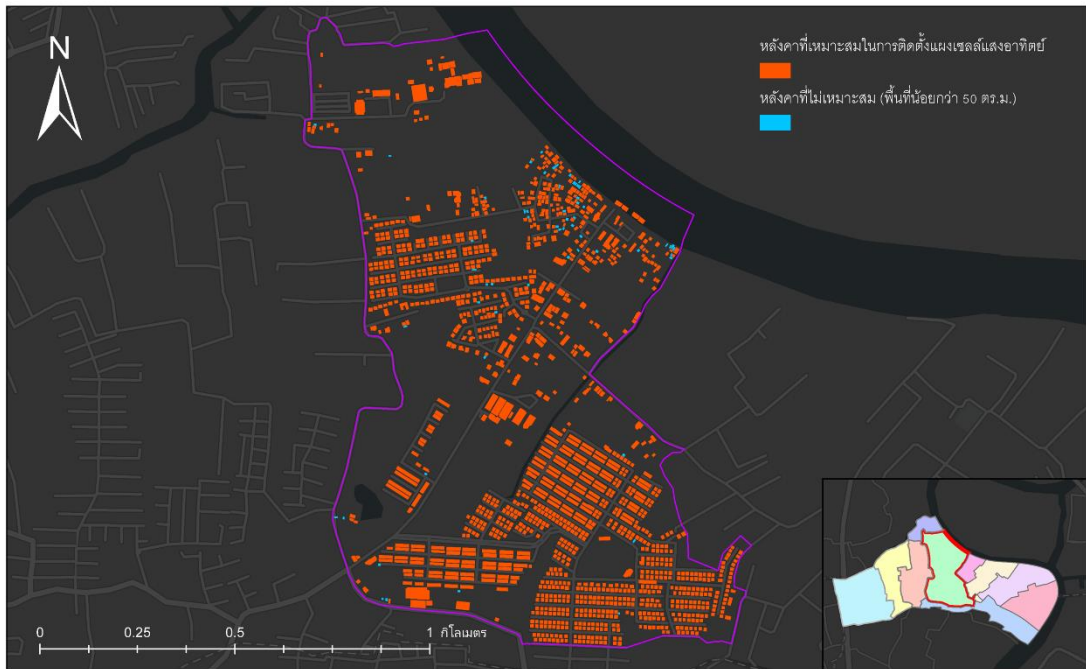 N
หลังคาที่เหมาะสมในการติดตั้งแผงเซลล์แสงอาทิตย์
หลังคาที่ไม่เหมาะสม (พื้นที่น้อยกว่า 50 ตร.ม.)
0 0.25 0.5 1 กิโลเมตร